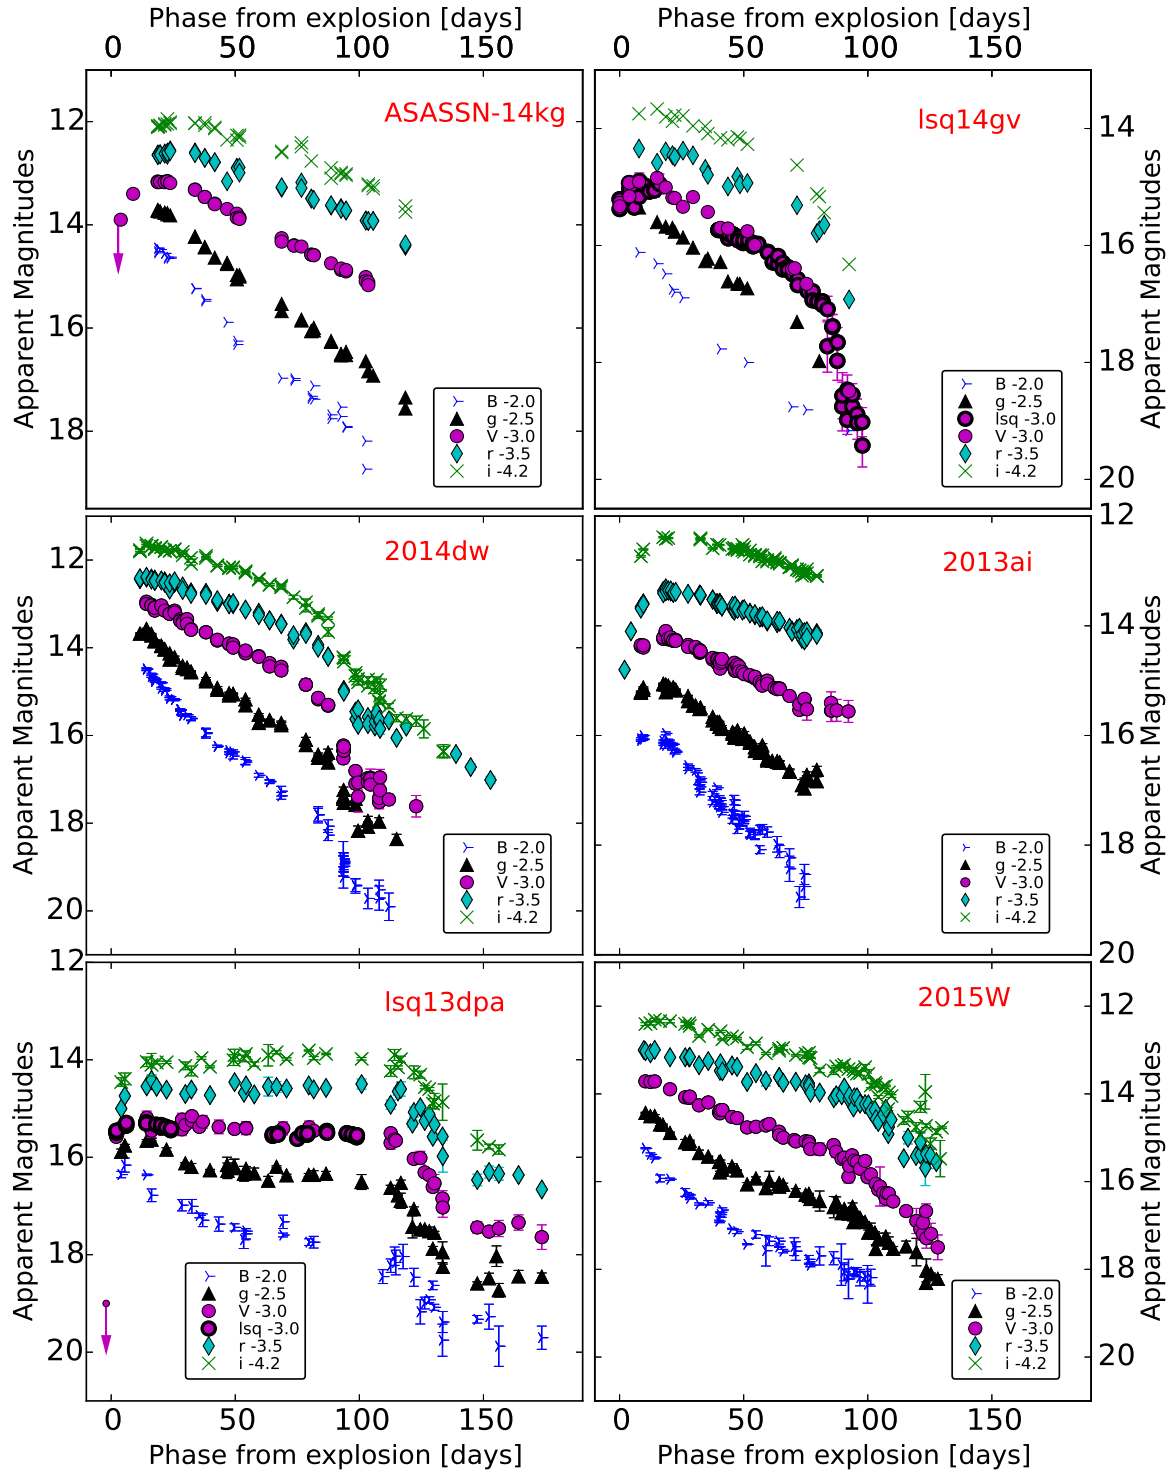 Phase from explosion [days] Phase from explosion [days]
0 50 100 150 0 50 100 150
ASASSN-14kg
12
14
16
18
Apparent Magnitudes
B -2.0
g -2.5
V -3.0
r -3.5
i -4.2
lsq14gv
14
16
18
20
Apparent Magnitudes
B -2.0
g -2.5
lsq -3.0
V -3.0
r -3.5
i -4.2
2014dw
12
14
16
18
20
Apparent Magnitudes
B -2.0
g -2.5
V -3.0
r -3.5
i -4.2
2013ai
12
14
16
18
20
Apparent Magnitudes
B -2.0
g -2.5
V -3.0
r -3.5
i -4.2
lsq13dpa
12
14
16
18
20
Apparent Magnitudes
B -2.0
g -2.5
V -3.0
lsq -3.0
r -3.5
i -4.2
2015W
12
14
16
18
20
Apparent Magnitudes
B -2.0
g -2.5
V -3.0
r -3.5
i -4.2
0 50 100 150 0 50 100 150
Phase from explosion [days] Phase from explosion [days]